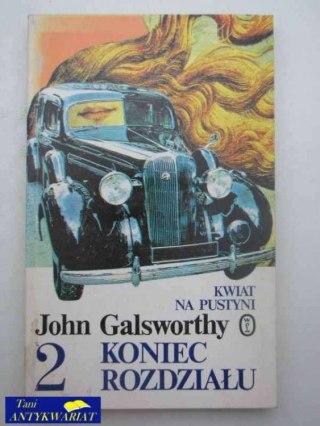 KWIAT
NA PUSTYNI
John Galsworthy
2 KONIEC
ROZDZIAŁU
Tani
ANTYKWARIAT